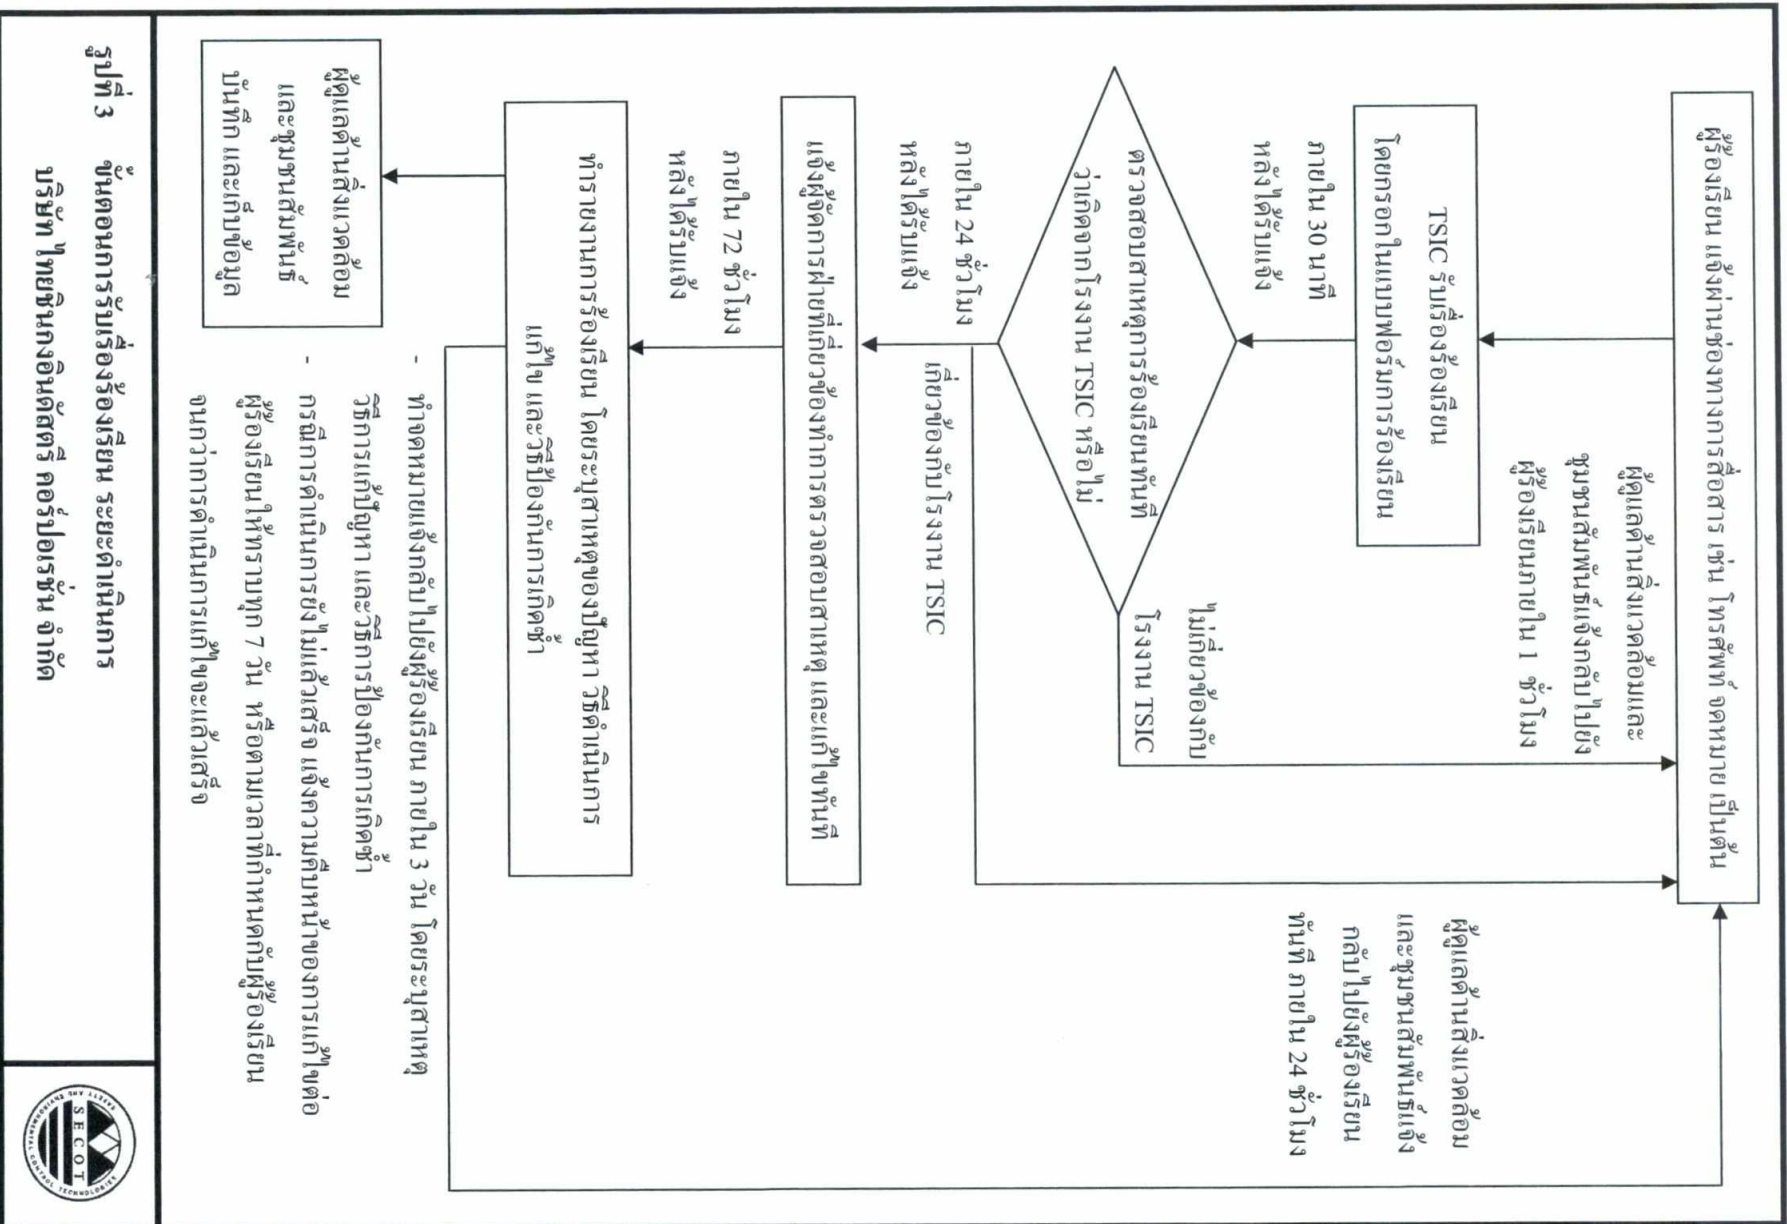 ผู้ร้องเรียน แจ้งผ่านช่องทางการสื่อสาร เช่น โทรศัพท์ จดหมาย เป็นต้น
TSIC รับเรื่องร้องเรียน
โดยกรอกในแบบฟอร์มการร้องเรียน
ผู้ดูแลด้านสิ่งแวดล้อมและ
ชุมชนสัมพันธ์แจ้งกลับไปยัง
ผู้ร้องเรียนภายใน 1 ชั่วโมง
ภายใน 30 นาที
หลังได้รับแจ้ง
ตรวจสอบสาเหตุการร้องเรียนทันที
ว่าเกิดจากโรงงาน TSIC หรือไม่
ไม่เกี่ยวข้องกับ
โรงงาน TSIC
ผู้ดูแลด้านสิ่งแวดล้อม
และชุมชนสัมพันธ์แจ้ง
กลับไปยังผู้ร้องเรียน
ทันที ภายใน 24 ชั่วโมง
ภายใน 24 ชั่วโมง
หลังได้รับแจ้ง
เกี่ยวข้องกับโรงงาน TSIC
แจ้งผู้จัดการฝ่ายที่เกี่ยวข้องทำการตรวจสอบสาเหตุ และแก้ไขทันที
ภายใน 72 ชั่วโมง
หลังได้รับแจ้ง
ทำรายงานการร้องเรียน โดยระบุสาเหตุของปัญหา วิธีดำเนินการ
แก้ไข และวิธีป้องกันการเกิดซ้ำ
ผู้ดูแลด้านสิ่งแวดล้อม
และชุมชนสัมพันธ์
บันทึก และเก็บข้อมูล
- ทำจดหมายแจ้งกลับไปยังผู้ร้องเรียน ภายใน 3 วัน โดยระบุสาเหตุ
วิธีการแก้ปัญหา และวิธีการป้องกันการเกิดซ้ำ
- กรณีการดำเนินการยังไม่แล้วเสร็จ แจ้งความคืบหน้าของการแก้ไขต่อ
ผู้ร้องเรียนให้ทราบทุก 7 วัน หรือตามเวลาที่กำหนดกับผู้ร้องเรียน
จนกว่าการดำเนินการแก้ไขจะแล้วเสร็จ
รูปที่ 3 ขั้นตอนการรับเรื่องร้องเรียน ระยะดำเนินการ
บริษัท ไทยชินกงอินดัสตรี คอร์ปอเรชั่น จำกัด
SECOT
SAFETY AND ENVIRONMENTAL CONTROL TECHNOLOGIES